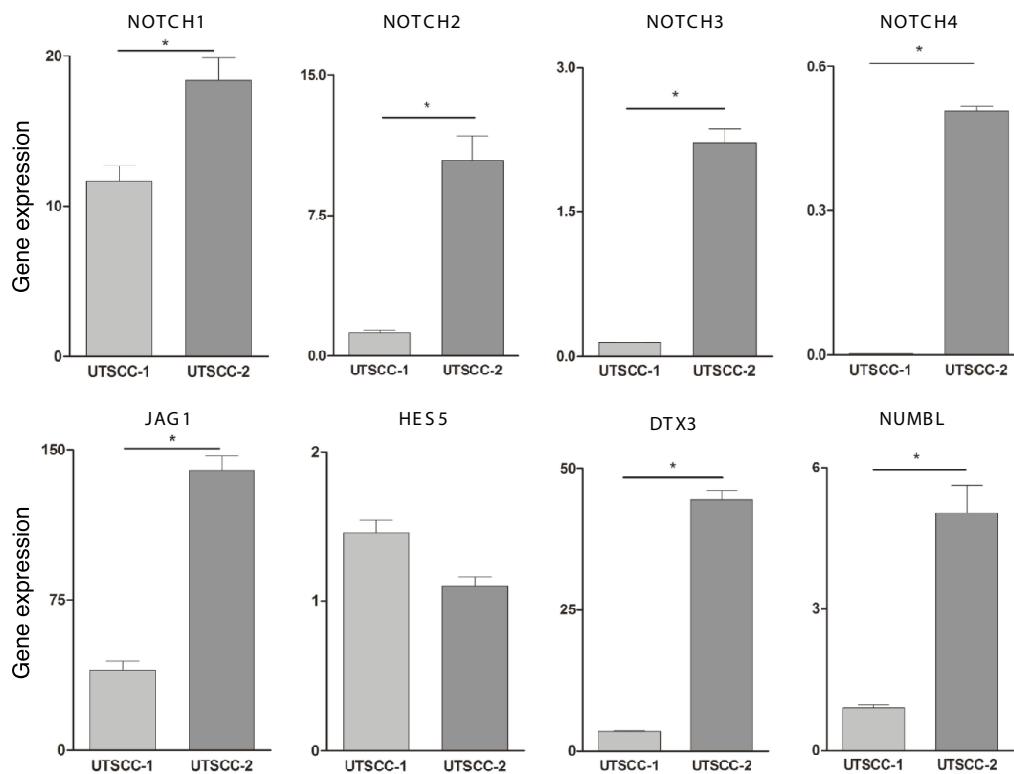 NOTCH1
NOTCH2
NOTCH3
NOTCH4
Gene expression
*
20
10
0
UTSCC-1 UTSCC-2
*
15.0
7.5
0.0
UTSCC-1 UTSCC-2
*
3.0
1.5
0.0
UTSCC-1 UTSCC-2
*
0.6
0.3
0.0
UTSCC-1 UTSCC-2
JAG1
HES5
DTX3
NUMBL
Gene expression
*
150
75
0
UTSCC-1 UTSCC-2
2
1
0
UTSCC-1 UTSCC-2
*
50
25
0
UTSCC-1 UTSCC-2
*
6
3
0
UTSCC-1 UTSCC-2